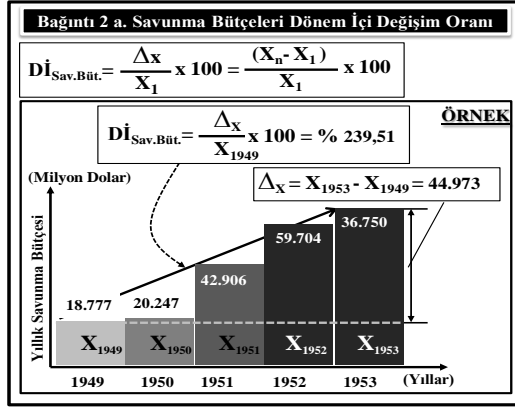 Bağıntı 2 a. Savunma Bütçeleri Dönem İçi Değişim Oranı
Dİ Sav.Büt. = Δx / X1 x 100 = (Xn - X1) / X1 x 100
ÖRNEK
Dİ Sav.Büt. = ΔX / X1949 x 100 = % 239,51
(Milyon Dolar)
ΔX = X1953 - X1949 = 44.973
Yıllık Savunma Bütçesi
18.777 20.247 42.906 59.704 36.750
X1949 X1950 X1951 X1952 X1953
1949 1950 1951 1952 1953 (Yıllar)